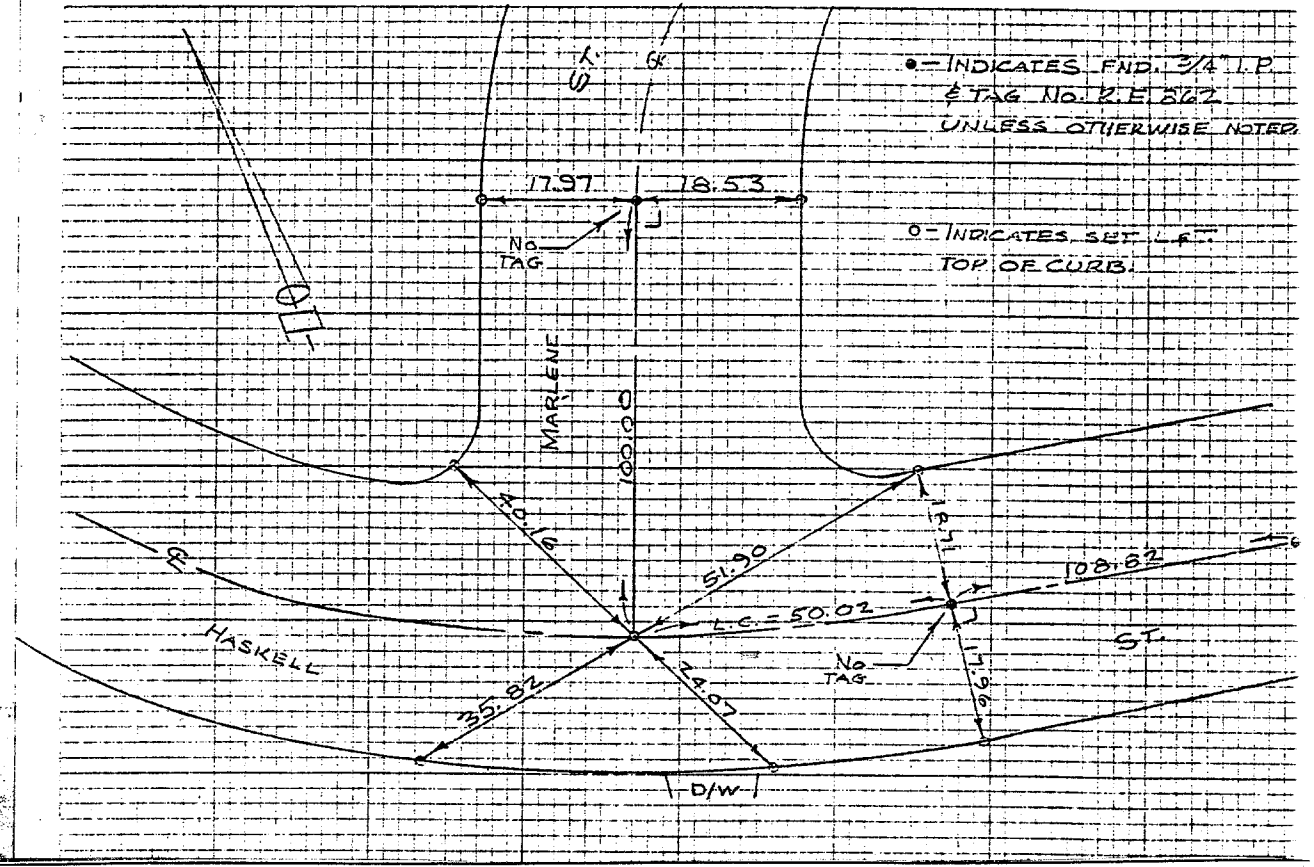 ST.
℄
●-INDICATES FND. 3/4" I.P.
& TAG NO. R.E. 862
UNLESS OTHERWISE NOTED.
17.97
18.53
NO
TAG
O-INDICATES SET L.&T.
TOP OF CURB.
MARLENE
100.00
40.16
51.90
18.71
108.82
℄
L.C. = 50.02
HASKELL
NO
TAG
ST.
35.82
24.07
17.96
D/W